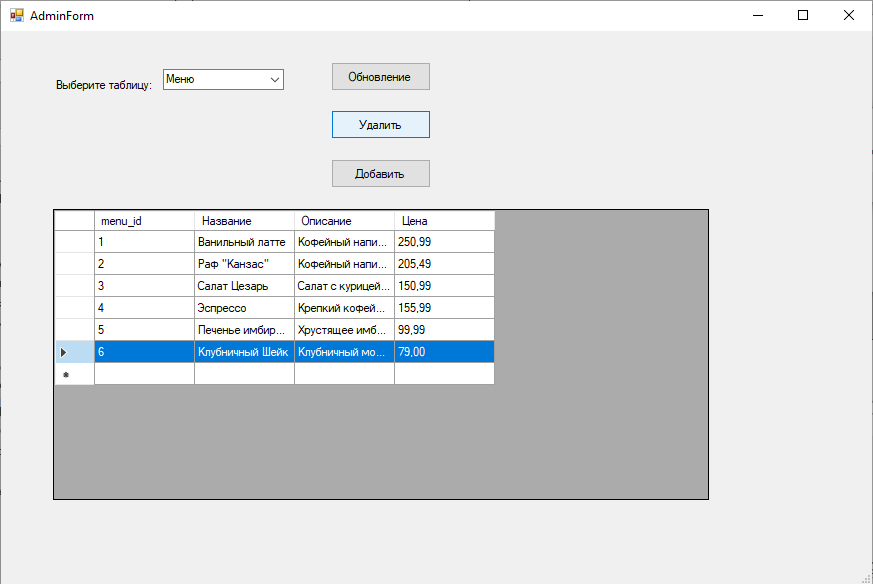 AdminForm
Выберите таблицу: Меню Обновление
Удалить
Добавить
menu_id Название Описание Цена
1 Ванильный латте Кофейный напи... 250,99
2 Раф "Канзас" Кофейный напи... 205,49
3 Салат Цезарь Салат с курицей... 150,99
4 Эспрессо Крепкий кофей... 155,99
5 Печенье имбир... Хрустящее имб... 99,99
6 Клубничный Шейк Клубничный мо... 79,00